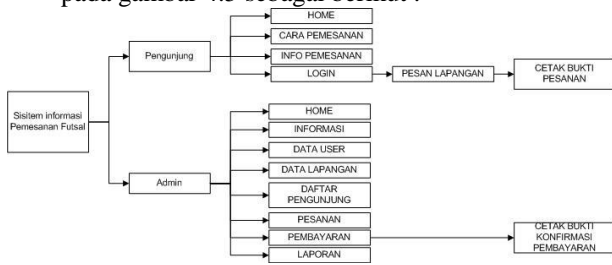 pada gambar 4.5 sebagai berikut :
HOME
CARA PEMESANAN
Pengunjung
INFO PEMESANAN
LOGIN
PESAN LAPANGAN
CETAK BUKTI
PESANAN
Sisitem informasi
Pemesanan Futsal
Admin
HOME
INFORMASI
DATA USER
DATA LAPANGAN
DAFTAR
PENGUNJUNG
PESANAN
PEMBAYARAN
LAPORAN
CETAK BUKTI
KONFIRMASI
PEMBAYARAN